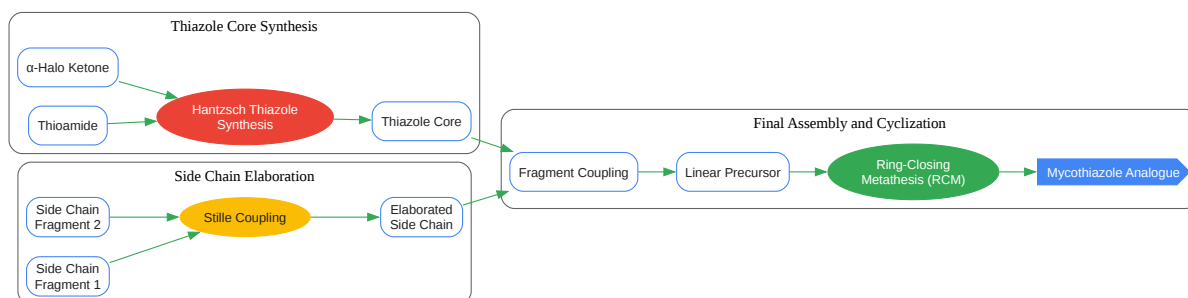 Thiazole Core Synthesis
α-Halo Ketone
Thioamide
Hantzsch Thiazole
Synthesis
Thiazole Core
Side Chain Elaboration
Side Chain
Fragment 2
Side Chain
Fragment 1
Stille Coupling
Elaborated
Side Chain
Final Assembly and Cyclization
Fragment Coupling
Linear Precursor
Ring-Closing
Metathesis (RCM)
Mycothiazole Analogue